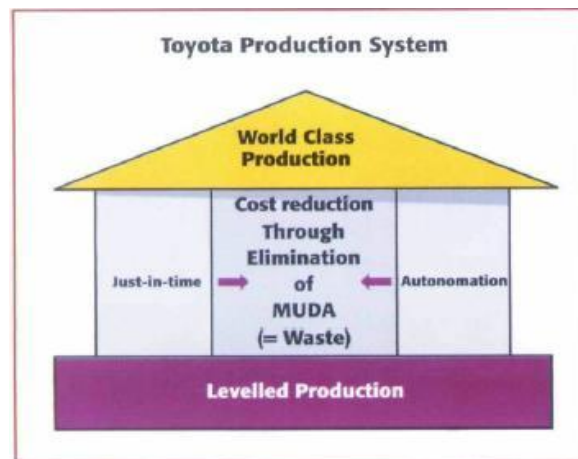 Toyota Production System
World Class
Production
Cost reduction
Through
Elimination
of
MUDA
(= Waste)
Just-in-time
Autonomation
Levelled Production